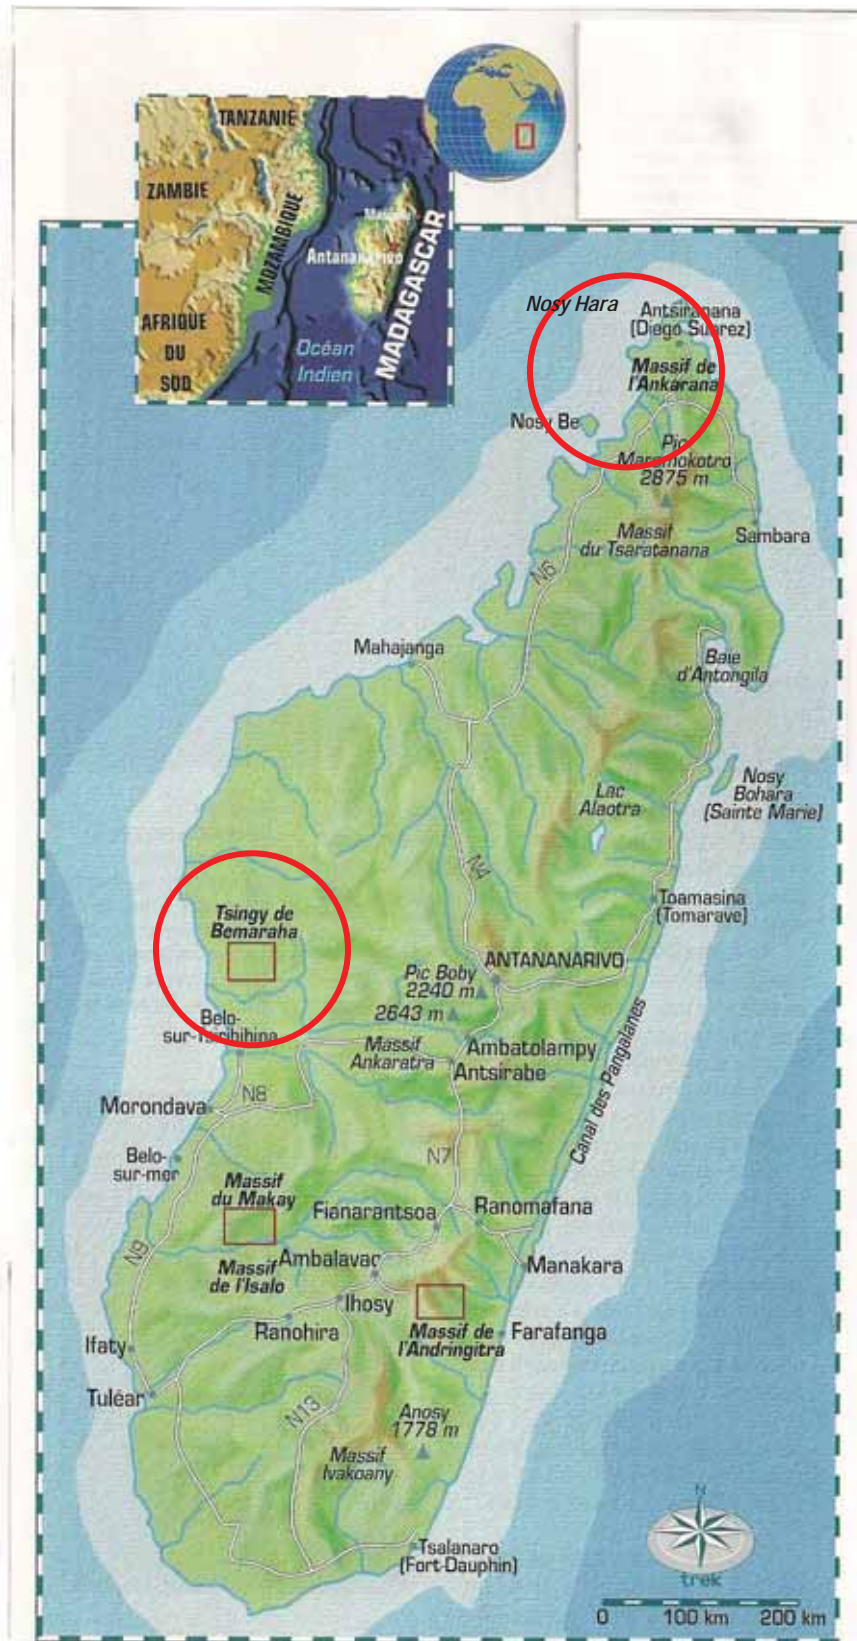 TANZANIE
ZAMBIE
MOZAMBIQUE
Antananarivo
MADAGASCAR
AFRIQUE
DU
SUD
Océan
Indien
Nosy Hara
Antsiranana
(Diego Suarez)
Massif de
l'Ankarana
Nosy Be
Pic
Maromokotro
2875 m
Massif
du Tsaratanana
Sambara
N6
Mahajanga
Baie
d'Antongila
Nosy
Bohara
(Sainte Marie)
Lac
Alaotra
N4
Toamasina
(Tomarave)
Tsingy de
Bemaraha
ANTANANARIVO
Pic Boby
2240 m
2643 m
Belo-
sur-Tsiribihina
Massif
Ankaratra
Ambatolampy
Antsirabe
Canal des Pangalanes
N8
Morondava
N7
Belo-
sur-mer
Massif
du Makay
Fianarantsoa
Ranomafana
N9
Massif
de l'Isalo
Ambalavao
Manakara
Ihosy
Ranohira
Massif de
l'Andringitra
Farafanga
Ifaty
Tuléar
N13
Anosy
1778 m
Massif
Ivakoany
Tsalanaro
(Fort-Dauphin)
N
trek
0 100 km 200 km